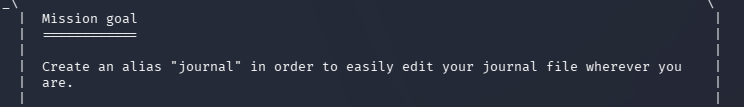 Mission goal
============
Create an alias "journal" in order to easily edit your journal file wherever you
are.